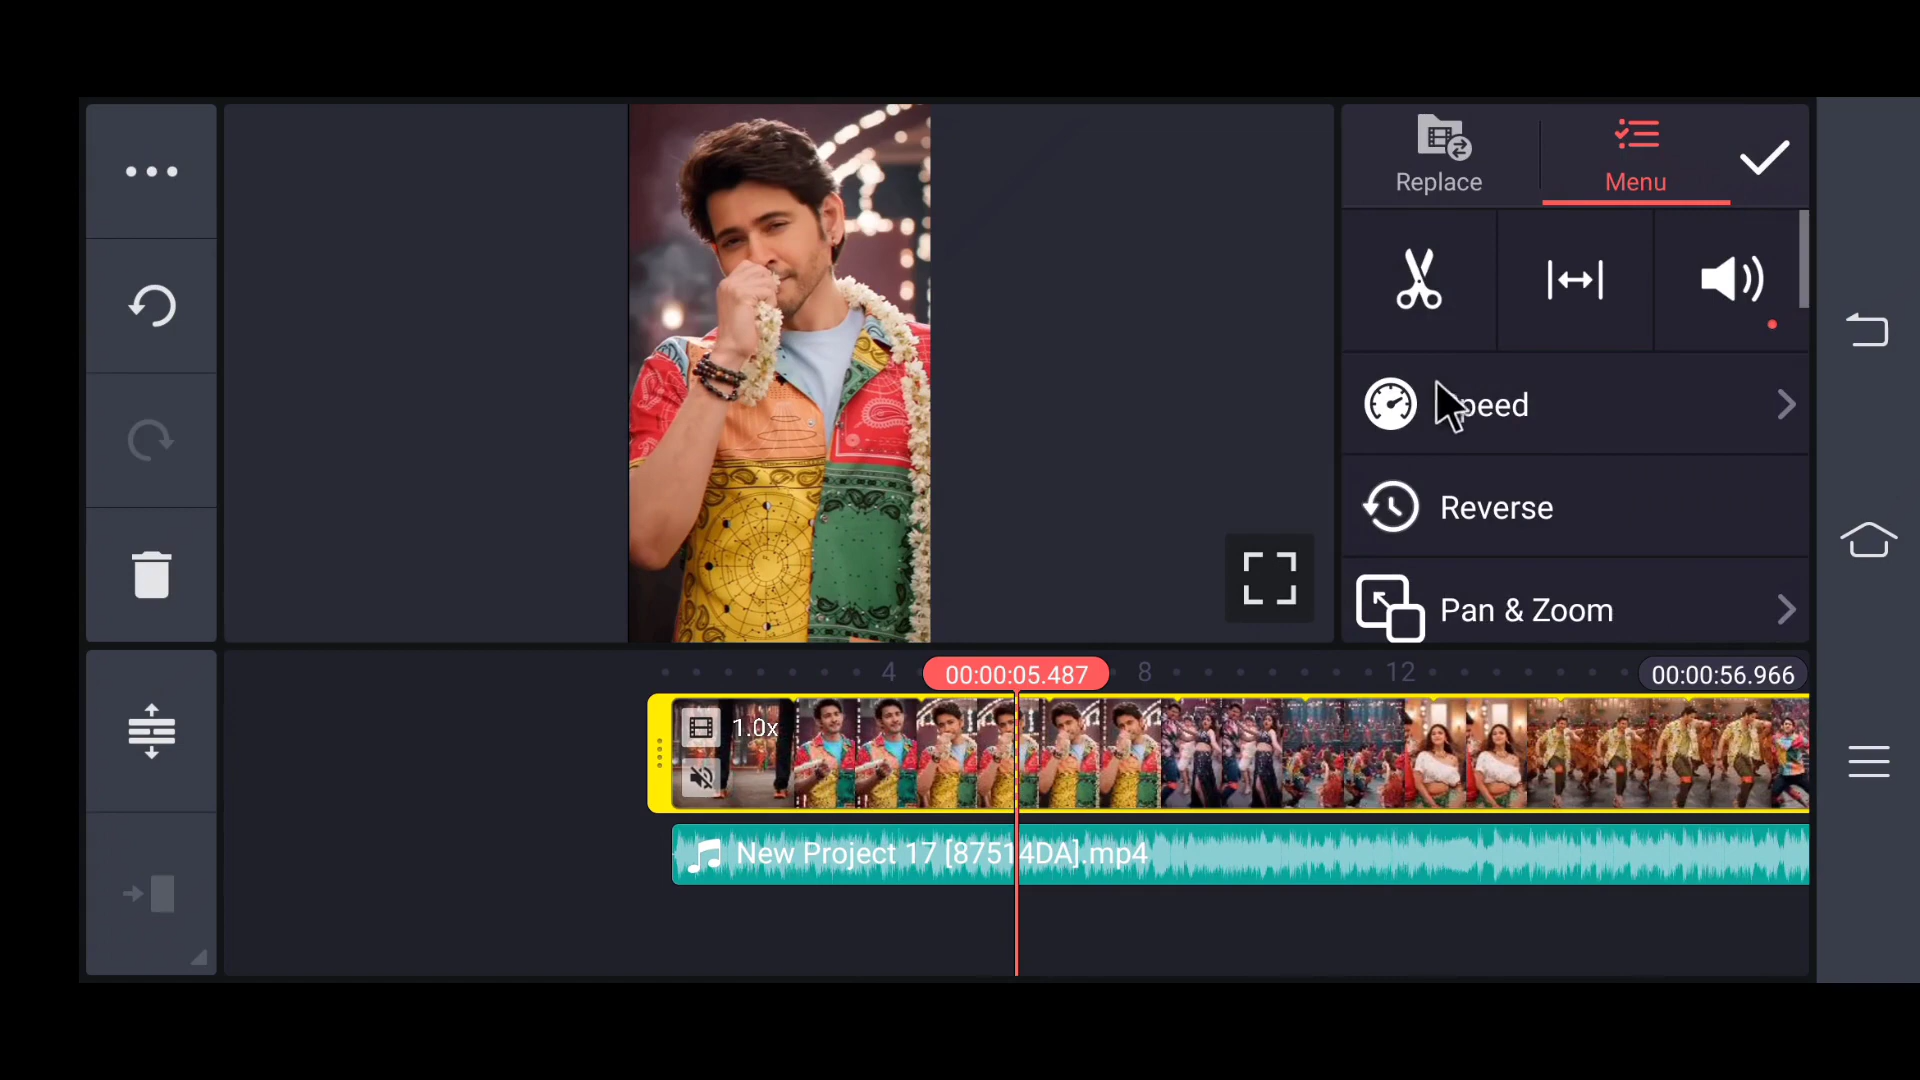 Replace
Menu
Speed
Reverse
Pan & Zoom
4
00:00:05.487
8
12
00:00:56.966
1.0x
New Project 17 [87514DA].mp4